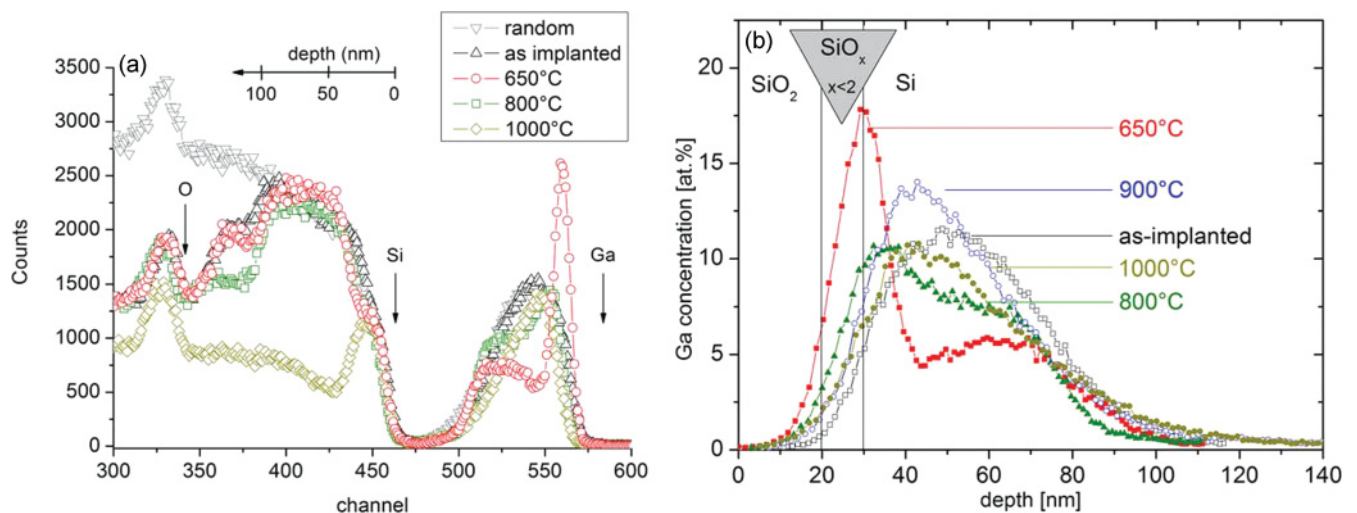 (a)
depth (nm)
100 50 0
random
as implanted
650°C
800°C
1000°C
3500
3000
2500
2000
1500
1000
500
0
Counts
O
Si
Ga
300 350 400 450 500 550 600
channel
(b)
SiOx
x<2
SiO2
Si
20
15
10
5
0
Ga concentration [at.%]
650°C
900°C
as-implanted
1000°C
800°C
0 20 40 60 80 100 120 140
depth [nm]